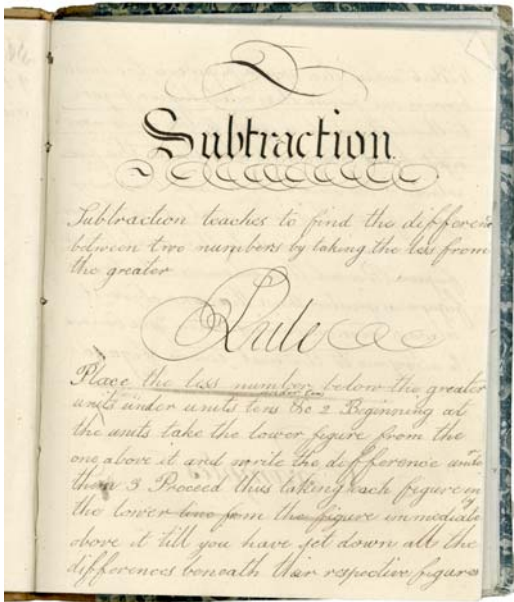 Subtraction.
Subtraction teaches to find the differenc
between two numbers by taking the less from
the greater
Rule
Place the less number below the greater
units under units tens &c 2 Beginning at
the units take the lower figure from the
one above it and write the difference unde
them 3 Proceed thus taking each figure in
the lower line from the figure immediat
above it till you have set down all the
differences beneath their respective figures